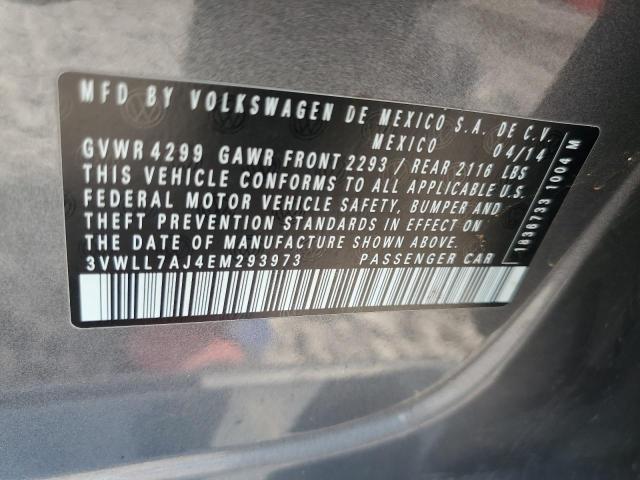 MFD BY VOLKSWAGEN DE MEXICO S.A. DE C.V.
MEXICO 04/14
GVWR 4299 GAWR FRONT 2293 / REAR 2116 LBS
THIS VEHICLE CONFORMS TO ALL APPLICABLE U.S.
FEDERAL MOTOR VEHICLE SAFETY, BUMPER AND
THEFT PREVENTION STANDARDS IN EFFECT ON
THE DATE OF MANUFACTURE SHOWN ABOVE.
3VWLL7AJ4EM293973 PASSENGER CAR
1836733 1004 M